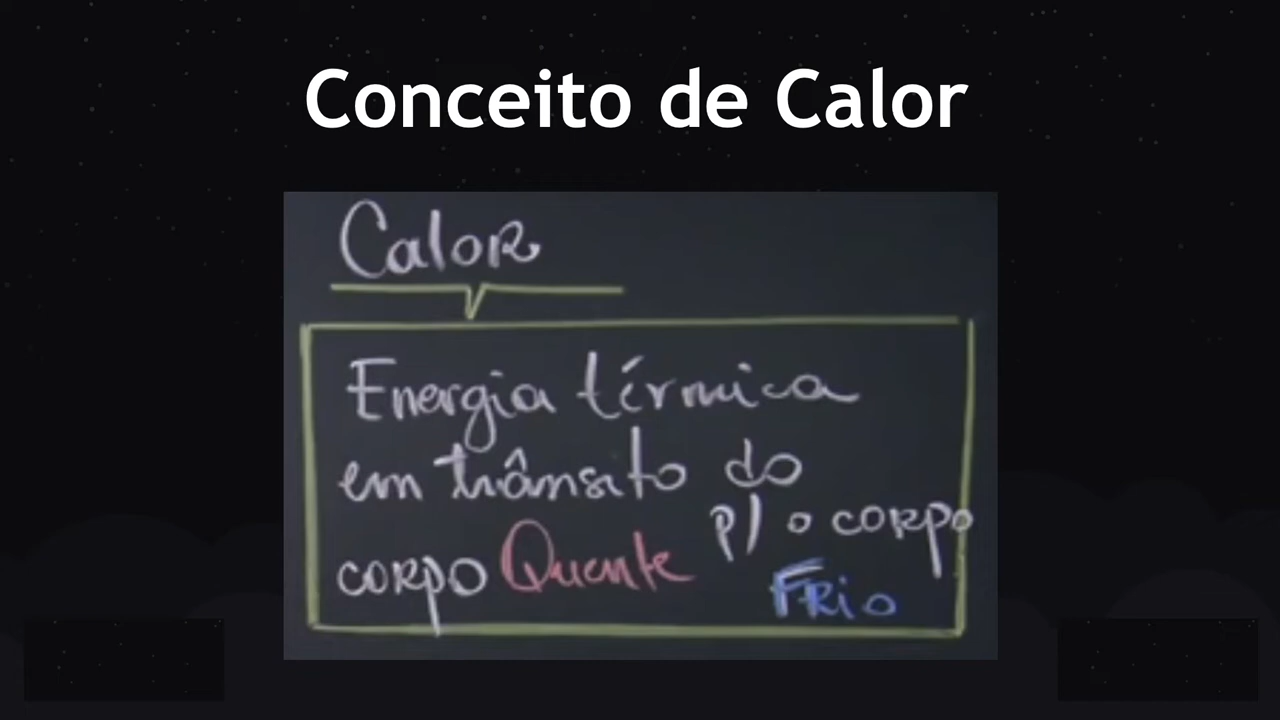 Conceito de Calor
Calor
Energia térmica
em trânsito do
corpo Quente p/ o corpo
Frio